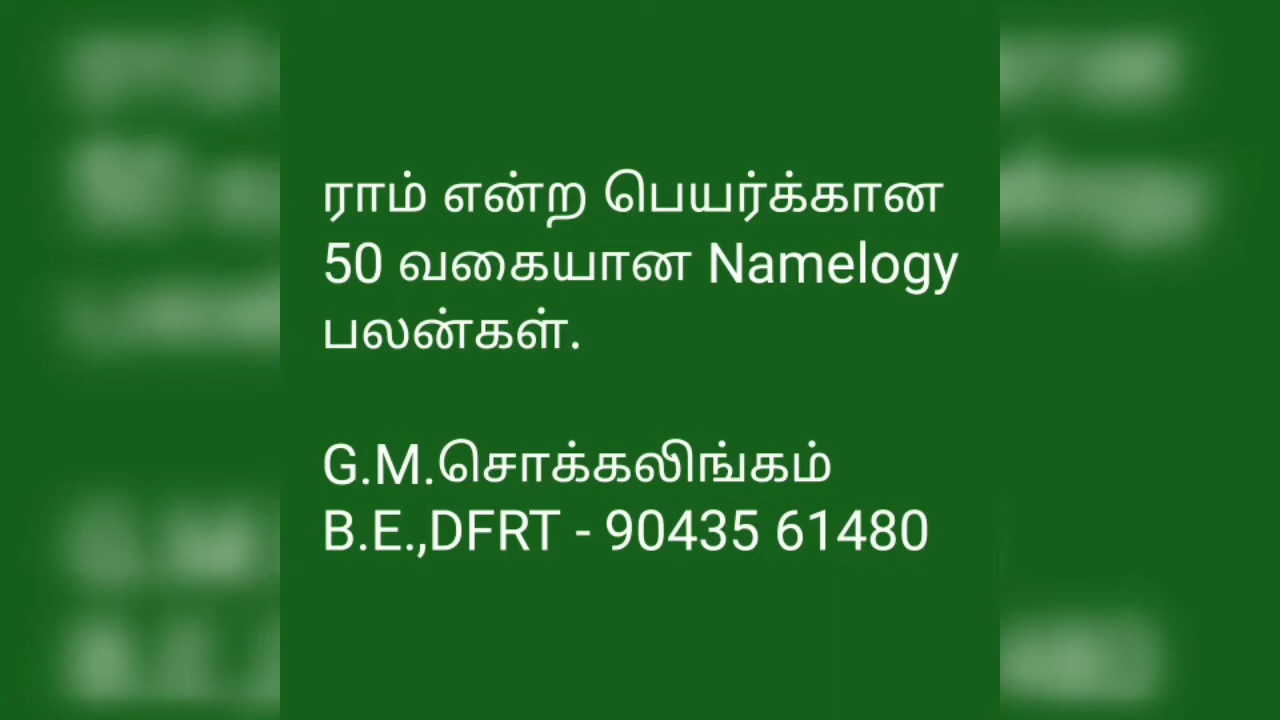 ராம் என்ற பெயர்க்கான
50 வகையான Namelogy
பலன்கள்.
G.M.சொக்கலிங்கம்
B.E.,DFRT - 90435 61480